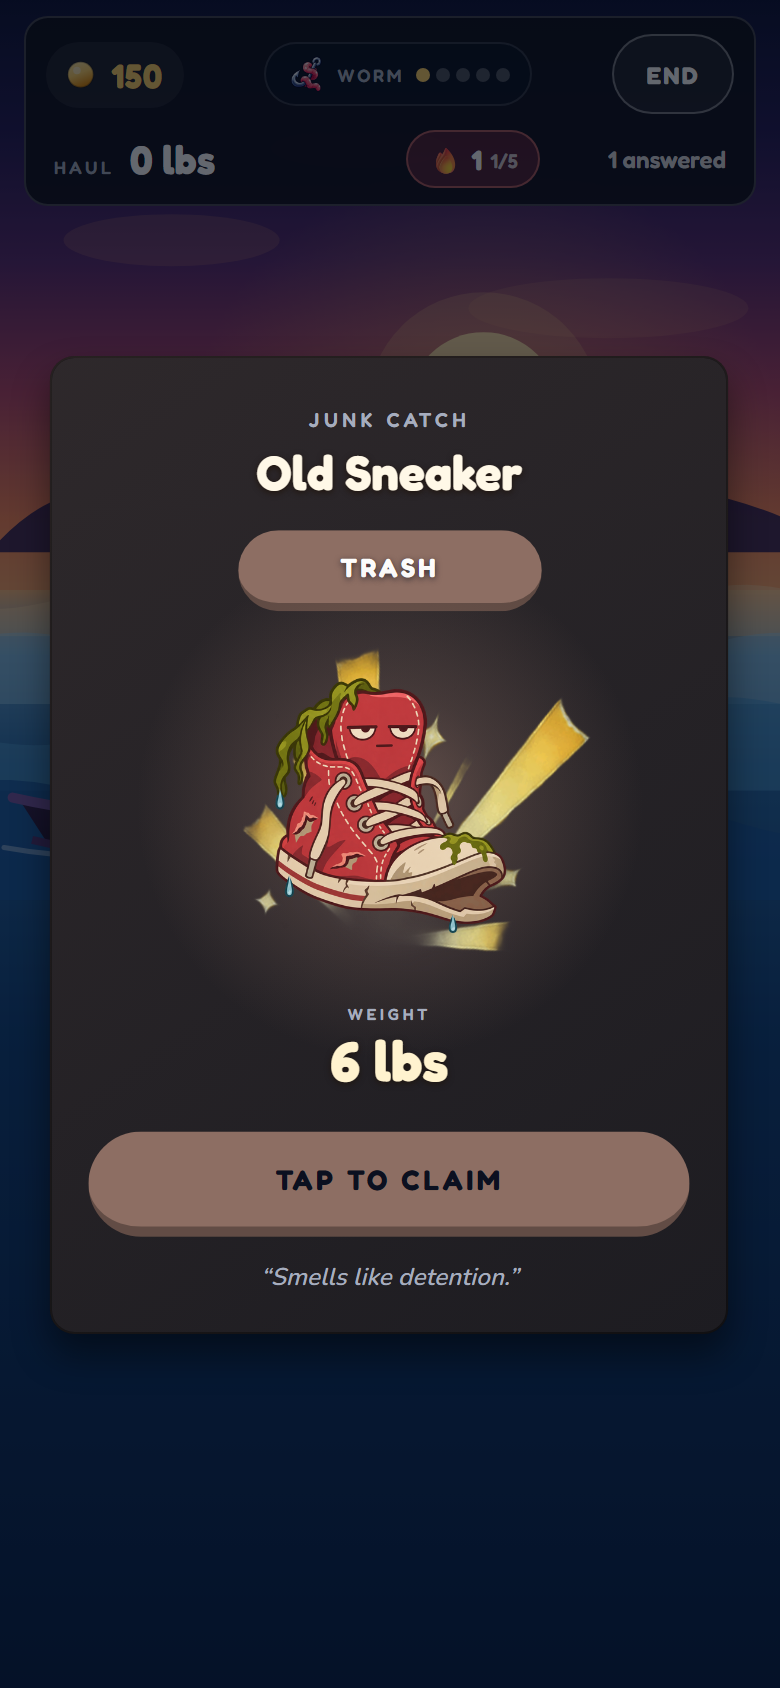 150
WORM
END
HAUL 0 lbs
1 1/5
1 answered
JUNK CATCH
Old Sneaker
TRASH
WEIGHT
6 lbs
TAP TO CLAIM
“Smells like detention.”